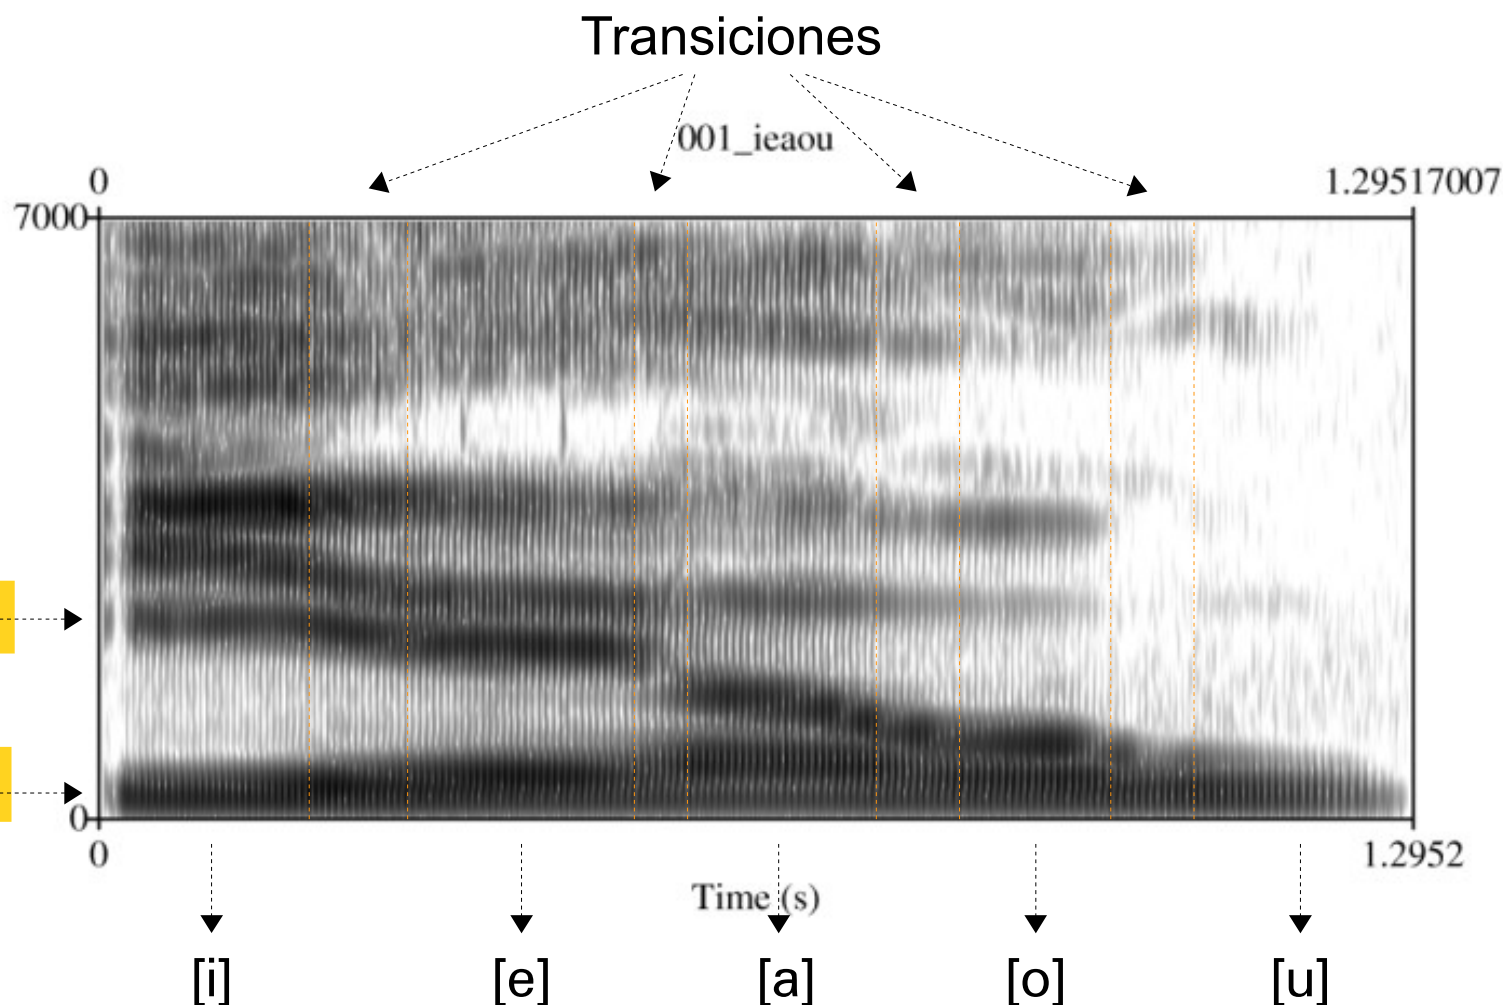 Transiciones
001_ieaou
0 1.29517007
7000
0
0 1.2952
Time (s)
[i] [e] [a] [o] [u]